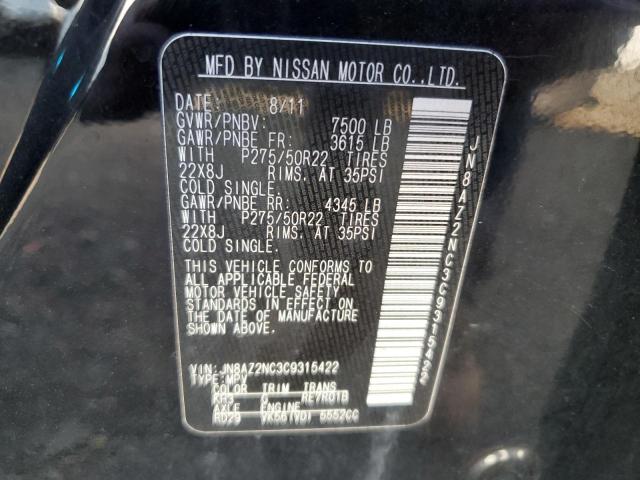 MFD BY NISSAN MOTOR CO.,LTD.
DATE: 8/11
GVWR/PNBV: 7500 LB
GAWR/PNBE FR: 3615 LB
WITH P275/50R22 TIRES
22X8J RIMS, AT 35PSI
COLD SINGLE.
GAWR/PNBE RR: 4345 LB
WITH P275/50R22 TIRES
22X8J RIMS, AT 35PSI
COLD SINGLE.
THIS VEHICLE CONFORMS TO
ALL APPLICABLE FEDERAL
MOTOR VEHICLE SAFETY
STANDARDS IN EFFECT ON
THE DATE OF MANUFACTURE
SHOWN ABOVE.
VIN: JN8AZ2NC3C9315422
TYPE:MPV
COLOR TRIM TRANS
KH3 G RE7R01B
AXLE ENGINE
RD29 VK56(VD) 5552CC
JN8AZ2NC3C9315422